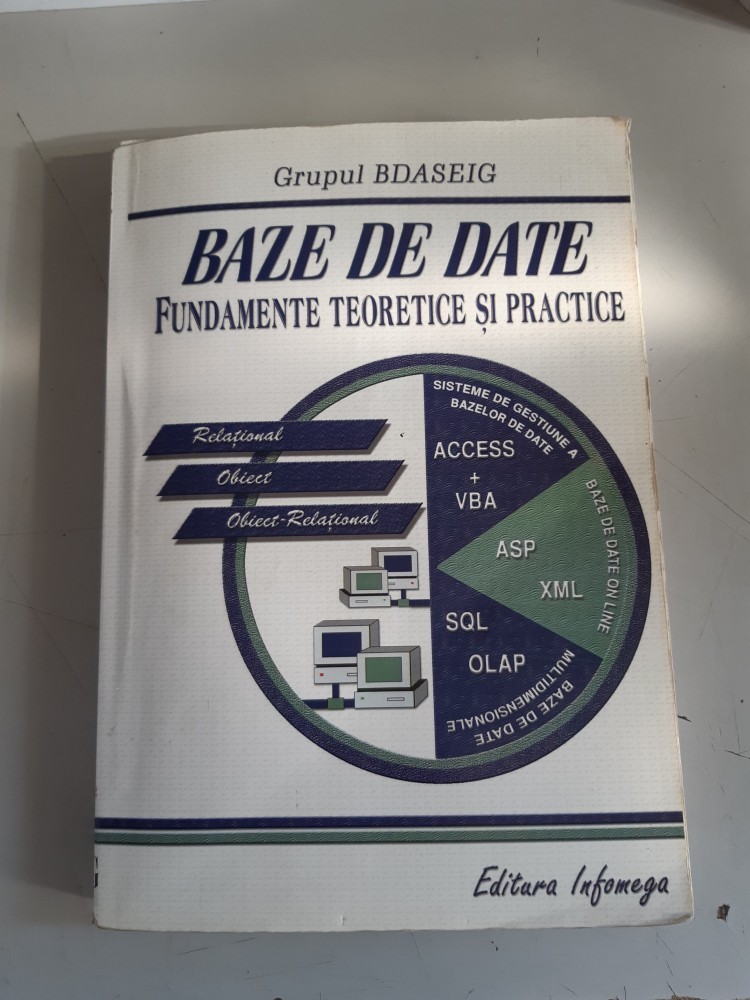 Grupul BDASEIG
BAZE DE DATE
FUNDAMENTE TEORETICE ȘI PRACTICE
SISTEME DE GESTIUNE A
BAZELOR DE DATE
Relațional
Obiect
Obiect-Relațional
ACCESS
+
VBA
BAZE DE DATE ON LINE
ASP
XML
SQL
OLAP
BAZE DE DATE
MULTIDIMENSIONALE
Editura Infomega